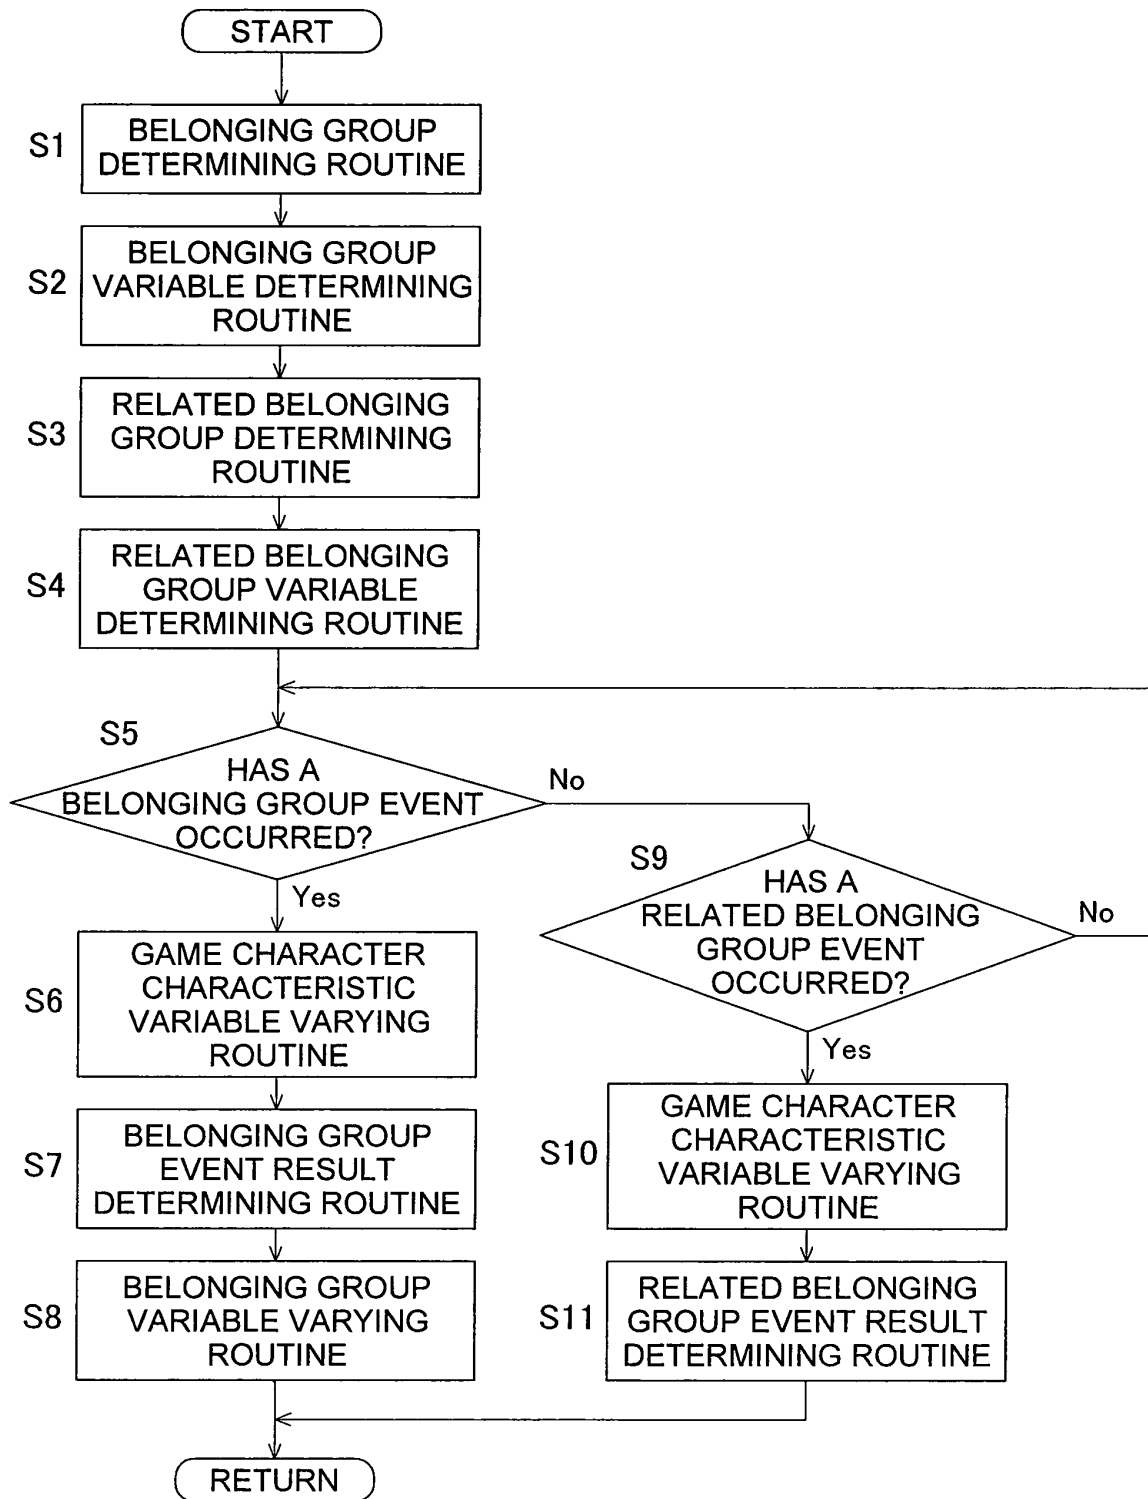 START
S1
BELONGING GROUP
DETERMINING ROUTINE
S2
BELONGING GROUP
VARIABLE DETERMINING
ROUTINE
S3
RELATED BELONGING
GROUP DETERMINING
ROUTINE
S4
RELATED BELONGING
GROUP VARIABLE
DETERMINING ROUTINE
S5
HAS A
BELONGING GROUP EVENT
OCCURRED?
No
Yes
S6
GAME CHARACTER
CHARACTERISTIC
VARIABLE VARYING
ROUTINE
S7
BELONGING GROUP
EVENT RESULT
DETERMINING ROUTINE
S8
BELONGING GROUP
VARIABLE VARYING
ROUTINE
S9
HAS A
RELATED BELONGING
GROUP EVENT
OCCURRED?
No
Yes
S10
GAME CHARACTER
CHARACTERISTIC
VARIABLE VARYING
ROUTINE
S11
RELATED BELONGING
GROUP EVENT RESULT
DETERMINING ROUTINE
RETURN